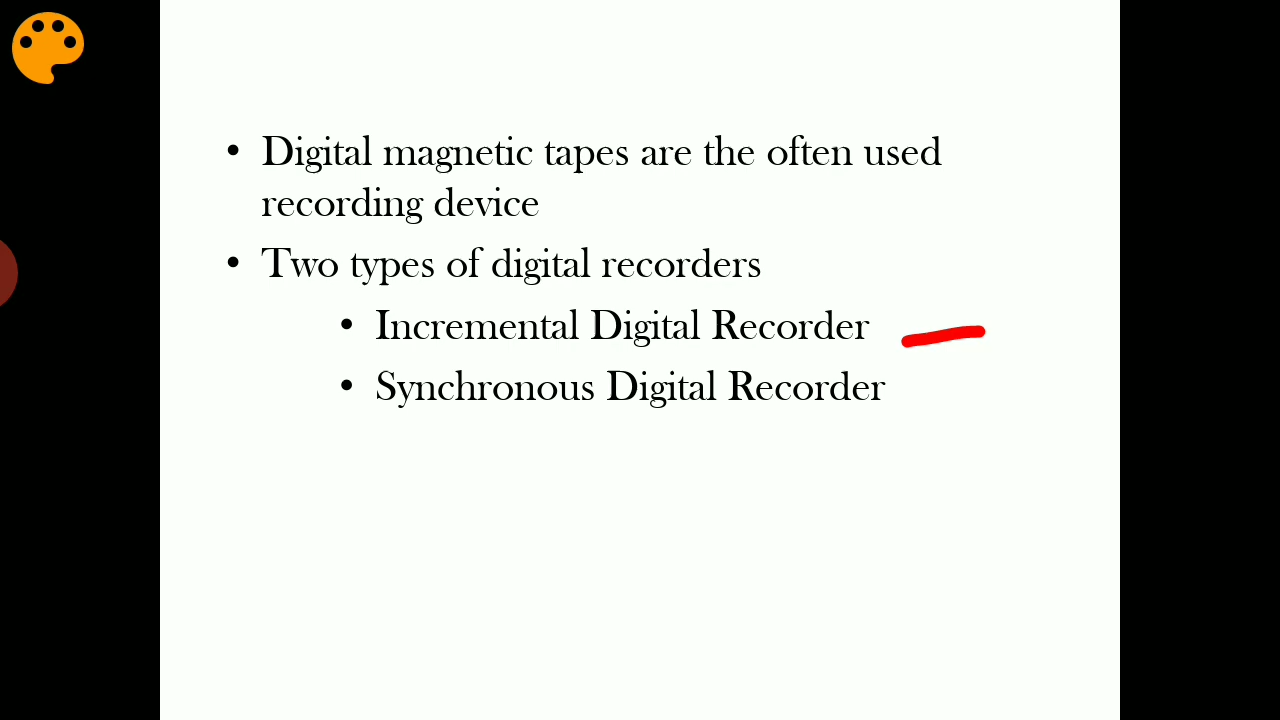 • Digital magnetic tapes are the often used
recording device
• Two types of digital recorders
• Incremental Digital Recorder
• Synchronous Digital Recorder